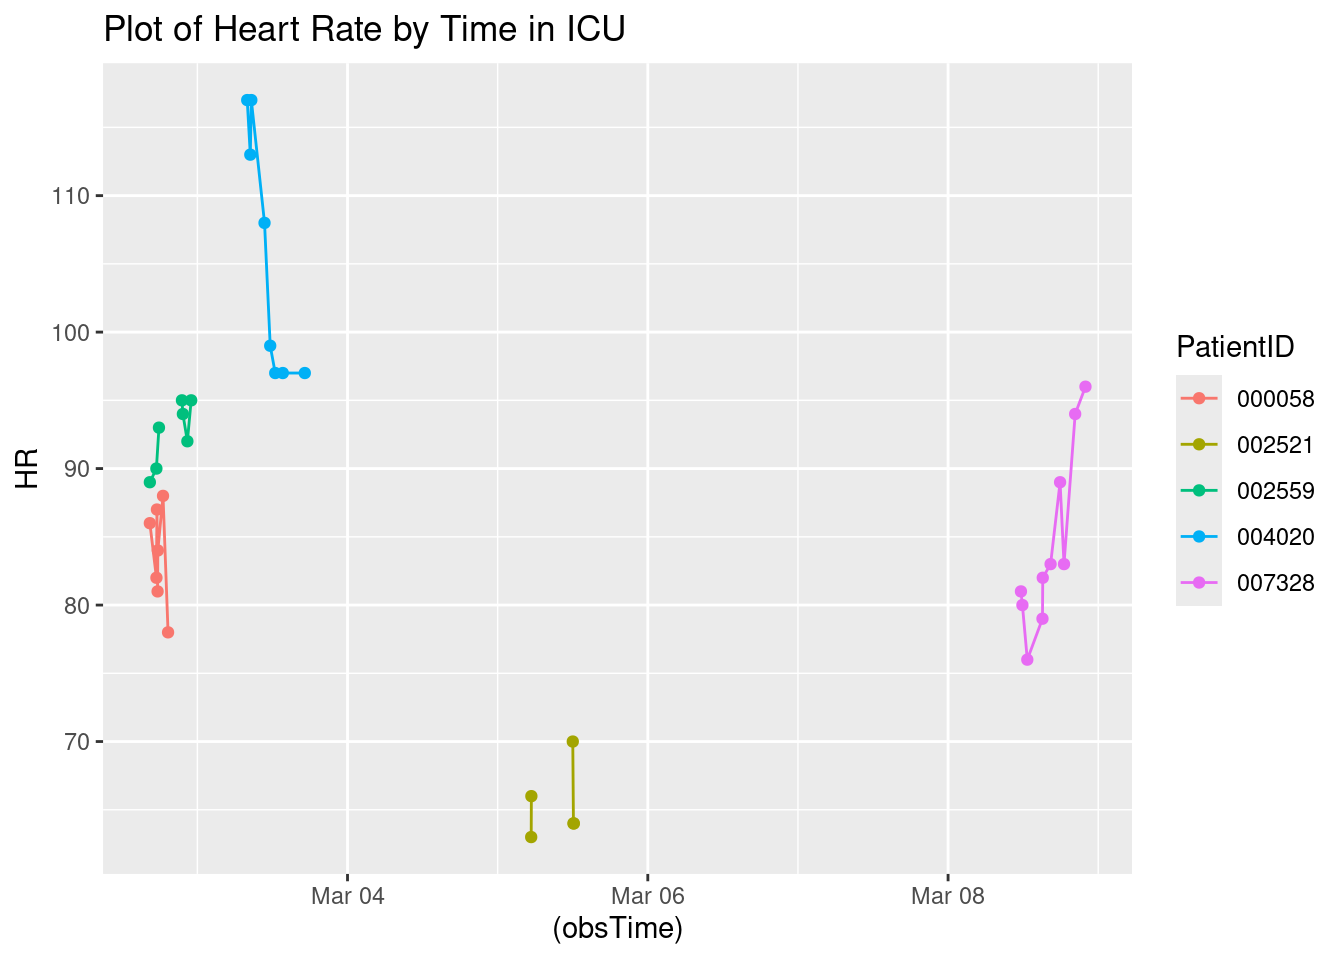 Plot of Heart Rate by Time in ICU
HR
110
100
90
80
70
Mar 04
Mar 06
Mar 08
(obsTime)
PatientID
000058
002521
002559
004020
007328